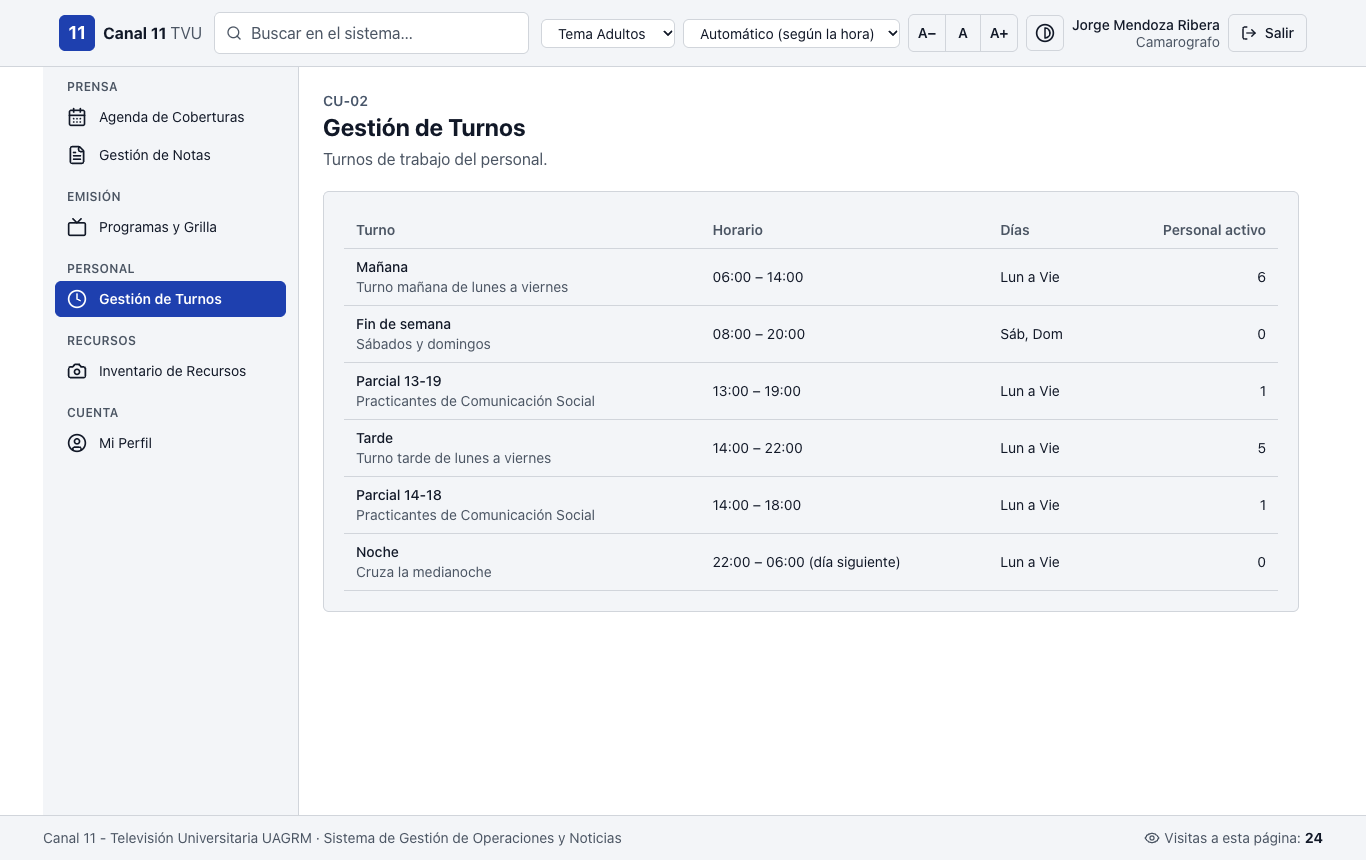 11 Canal 11 TVU Buscar en el sistema... Tema Adultos Automático (según la hora) A− A A+ Jorge Mendoza Ribera Camarografo Salir
PRENSA
Agenda de Coberturas
Gestión de Notas
EMISIÓN
Programas y Grilla
PERSONAL
Gestión de Turnos
RECURSOS
Inventario de Recursos
CUENTA
Mi Perfil
CU-02
Gestión de Turnos
Turnos de trabajo del personal.
Turno Horario Días Personal activo
Mañana 06:00 – 14:00 Lun a Vie 6
Turno mañana de lunes a viernes
Fin de semana 08:00 – 20:00 Sáb, Dom 0
Sábados y domingos
Parcial 13-19 13:00 – 19:00 Lun a Vie 1
Practicantes de Comunicación Social
Tarde 14:00 – 22:00 Lun a Vie 5
Turno tarde de lunes a viernes
Parcial 14-18 14:00 – 18:00 Lun a Vie 1
Practicantes de Comunicación Social
Noche 22:00 – 06:00 (día siguiente) Lun a Vie 0
Cruza la medianoche
Canal 11 - Televisión Universitaria UAGRM · Sistema de Gestión de Operaciones y Noticias Visitas a esta página: 24